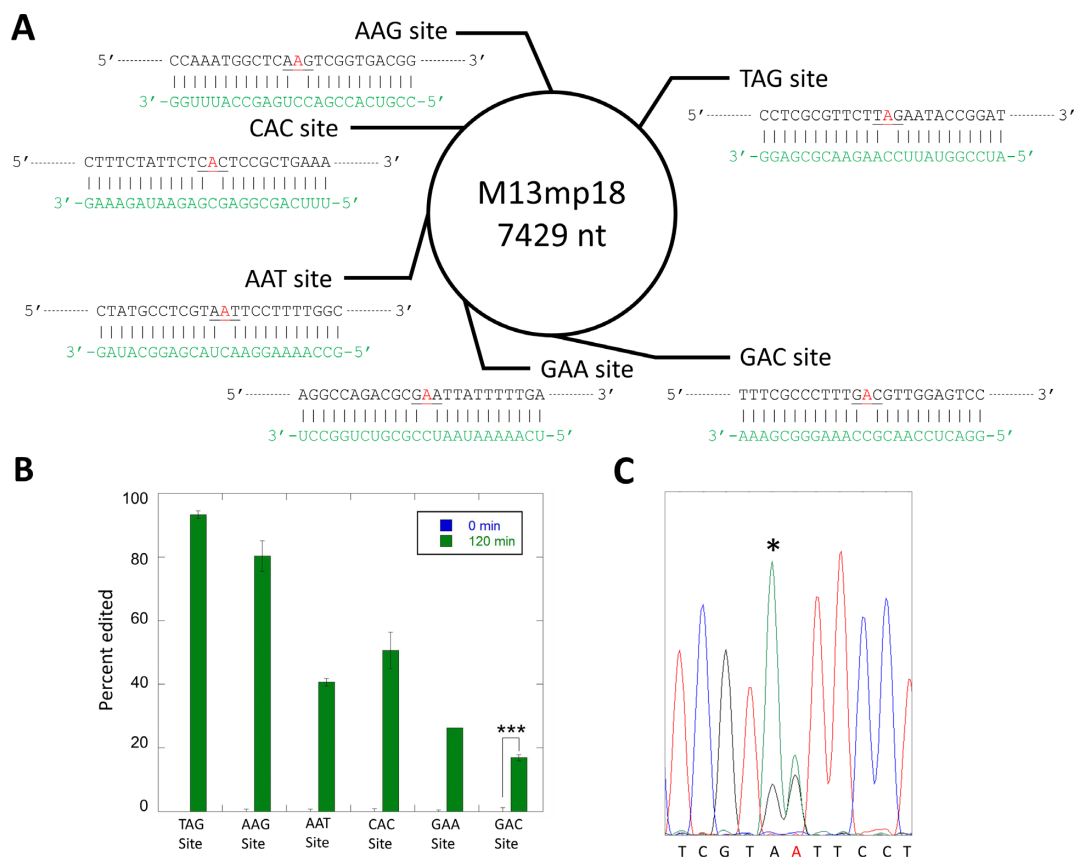 A
AAG site
5’ CCAAATGGCTCAAGTCGGTGACGG 3’
3’-GGUUUACCGAGUCCAGCCACUGCC-5’
TAG site
5’ CCTCGCGTTCTTAGAATACCGGAT 3’
3’-GGAGCGCAAGAACCUUAUGGCCUA-5’
CAC site
5’ CTTTCTATTCTCACTCCGCTGAAA 3’
3’-GAAAGAUAAGAGCGAGGCGACUUU-5’
M13mp18
7429 nt
AAT site
5’ CTATGCCTCGTAATTCCTTTTGGC 3’
3’-GAUACGGAGCAUCAAGGAAAACCG-5’
GAA site
5’ AGGCCAGACGCGAATTATTTTTGA 3’
3’-UCCGGUCUGCGCCUAAUAAAAACU-5’
GAC site
5’ TTTCGCCCTTTGACGTTGGAGTCC 3’
3’-AAAGCGGGAAACCGCAACCUCAGG-5’
B
Percent edited
100
80
60
40
20
0
0 min
120 min
***
TAG Site
AAG Site
AAT Site
CAC Site
GAA Site
GAC Site
C
*
T C G T A A T T C C T